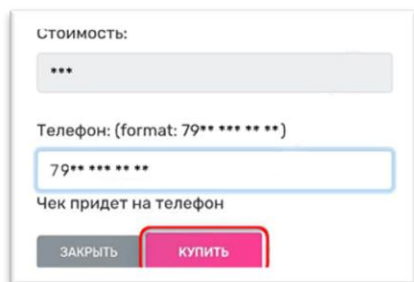 Стоимость:
***
Телефон: (format: 79** *** ** **)
79** *** ** **
Чек придет на телефон
ЗАКРЫТЬ КУПИТЬ